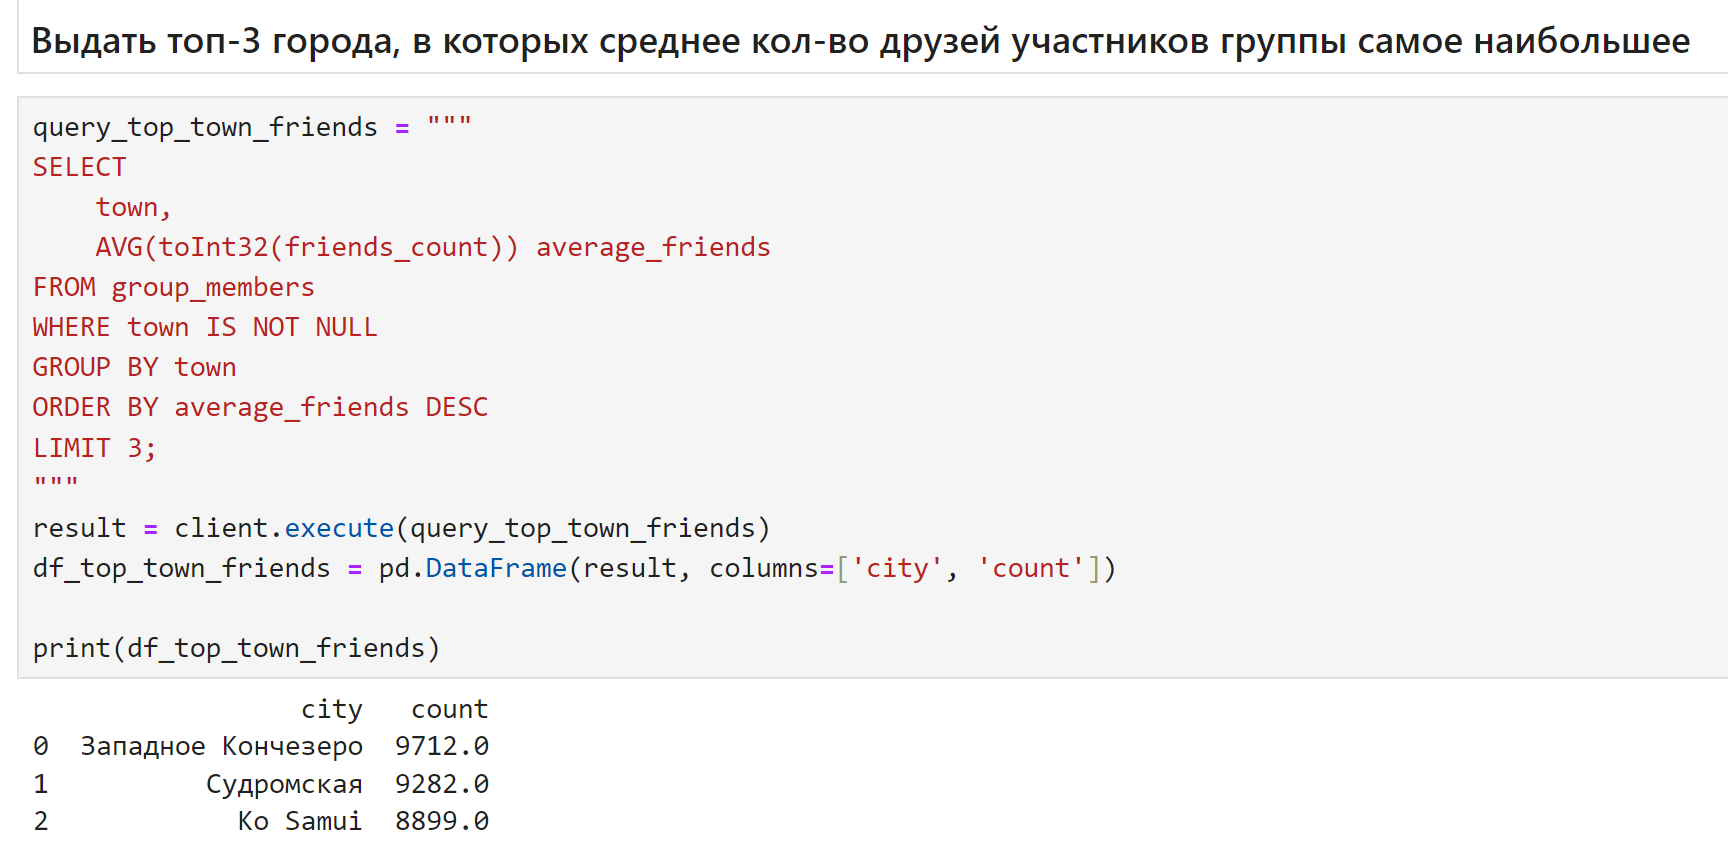 Выдать топ-3 города, в которых среднее кол-во друзей участников группы самое наибольшее
query_top_town_friends = """
SELECT
    town,
    AVG(toInt32(friends_count)) average_friends
FROM group_members
WHERE town IS NOT NULL
GROUP BY town
ORDER BY average_friends DESC
LIMIT 3;
"""
result = client.execute(query_top_town_friends)
df_top_town_friends = pd.DataFrame(result, columns=['city', 'count'])
print(df_top_town_friends)
city count
0 Западное Кончезеро 9712.0
1 Судромская 9282.0
2 Ko Samui 8899.0